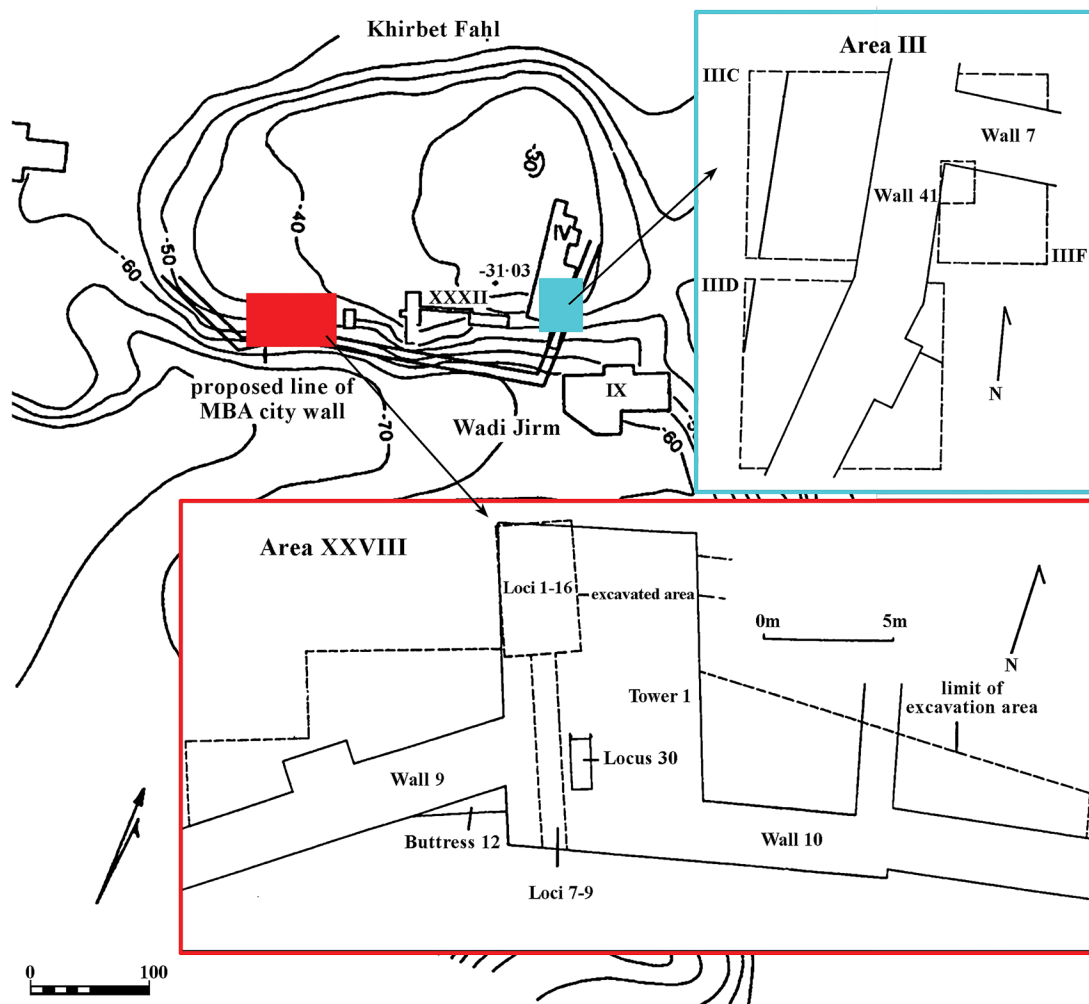 Khirbet Fahl
-30
-40
-50
-60
IV
-31·03
XXXII
proposed line of
MBA city wall
-70
Wadi Jirm
IX
-60
0
100
Area III
IIIC
Wall 7
Wall 41
IIIF
IIID
N
Area XXVIII
Loci 1-16
excavated area
0m
5m
N
Tower 1
limit of
excavation area
Locus 30
Wall 9
Buttress 12
Wall 10
Loci 7-9